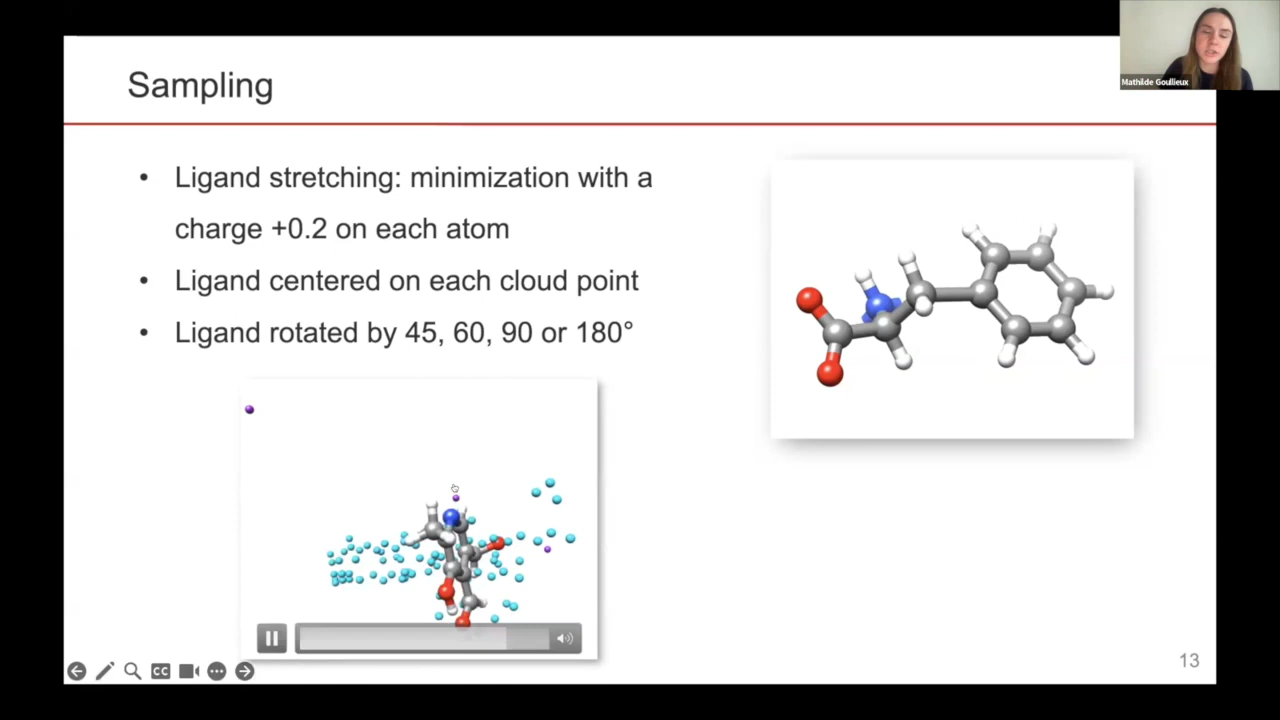 Sampling
Mathilde Goullieux
• Ligand stretching: minimization with a
charge +0.2 on each atom
• Ligand centered on each cloud point
• Ligand rotated by 45, 60, 90 or 180°
CC
13